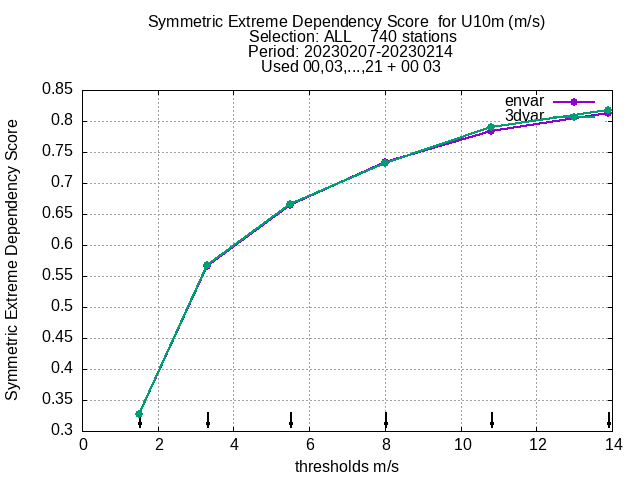 Symmetric Extreme Dependency Score for U10m (m/s)
Selection: ALL 740 stations
Period: 20230207-20230214
Used 00,03,...,21 + 00 03
envar
3dvar
Symmetric Extreme Dependency Score
0.85
0.8
0.75
0.7
0.65
0.6
0.55
0.5
0.45
0.4
0.35
0.3
0 2 4 6 8 10 12 14
thresholds m/s